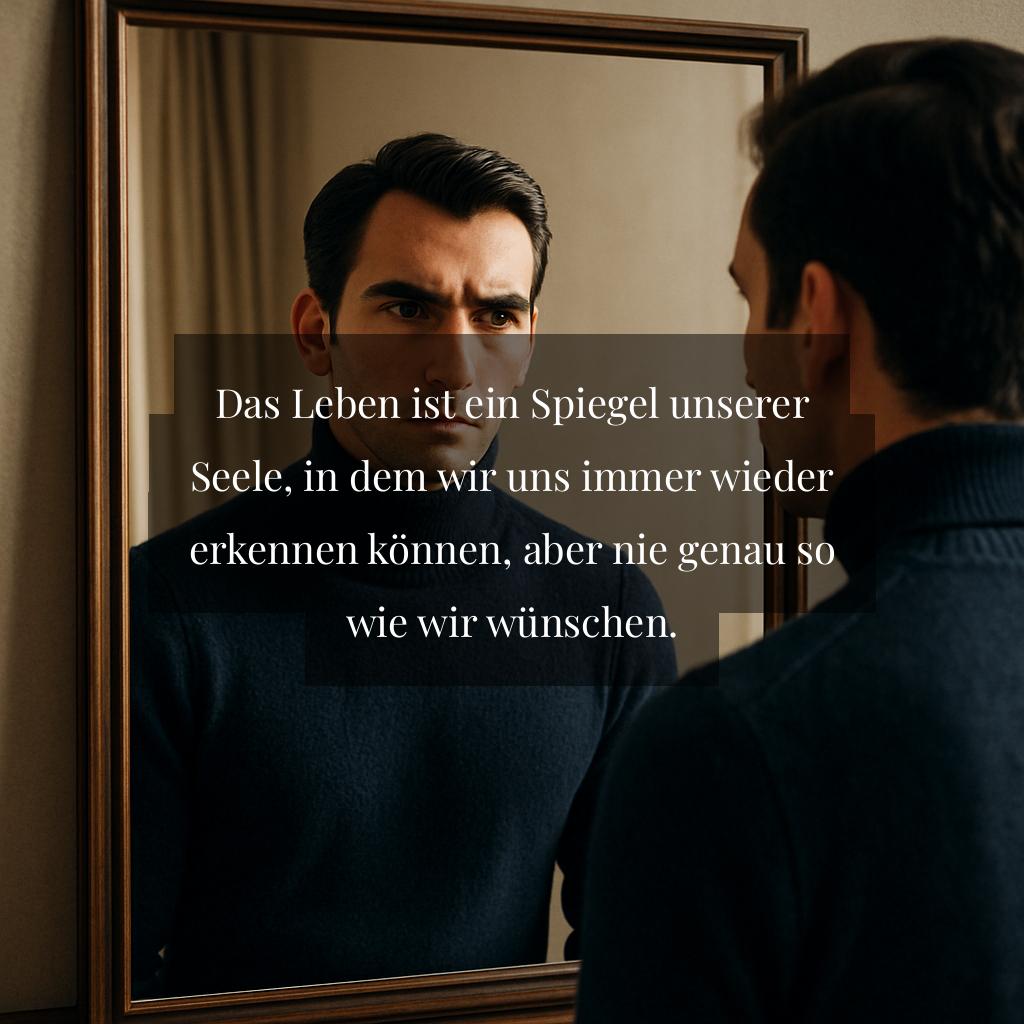 Das Leben ist ein Spiegel unserer
Seele, in dem wir uns immer wieder
erkennen können, aber nie genau so
wie wir wünschen.